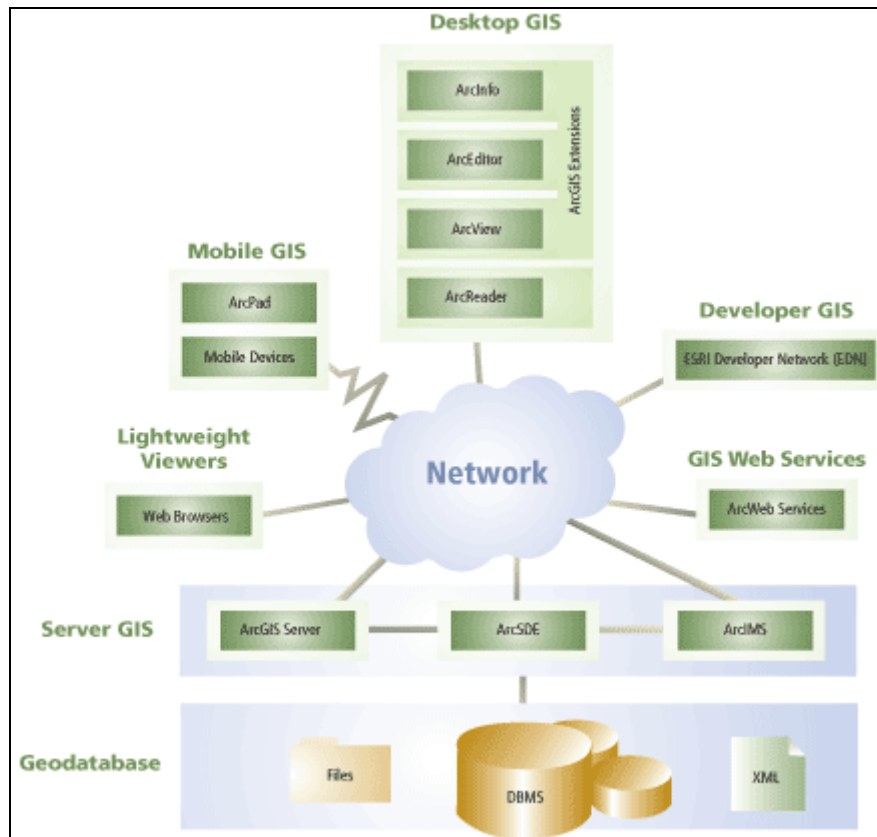 Desktop GIS
ArcInfo
ArcEditor
ArcView
ArcReader
ArcGIS Extensions
Mobile GIS
ArcPad
Mobile Devices
Developer GIS
ESRI Developer Network (EDN)
Lightweight
Viewers
Web Browsers
Network
GIS Web Services
ArcWeb Services
Server GIS
ArcGIS Server
ArcSDE
ArcIMS
Geodatabase
Files
DBMS
XML